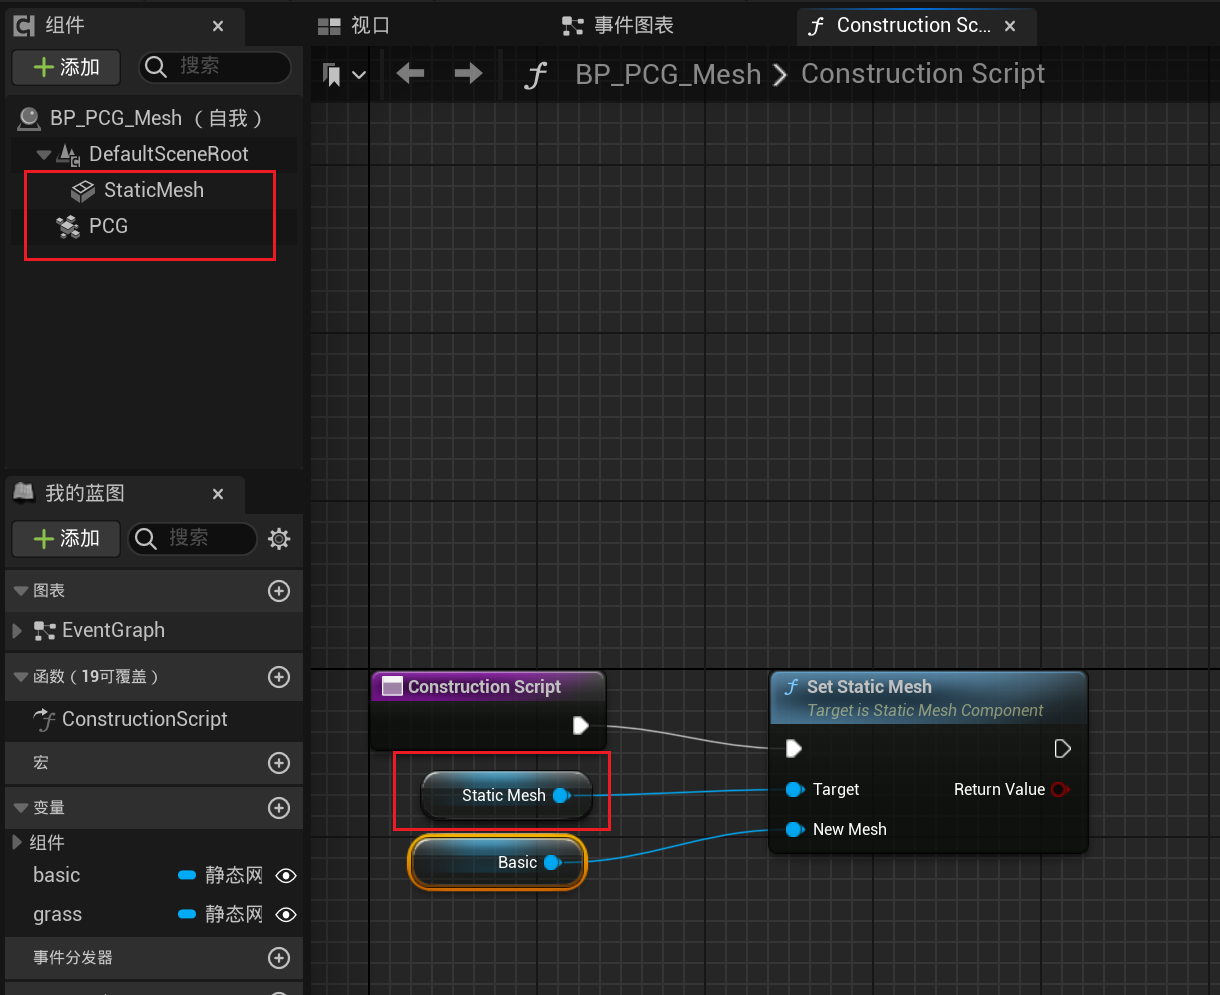 组件
添加
搜索
BP_PCG_Mesh （自我）
DefaultSceneRoot
StaticMesh
PCG
我的蓝图
添加
搜索
图表
EventGraph
函数（19可覆盖）
ConstructionScript
宏
变量
组件
basic 静态网
grass 静态网
事件分发器
视口
事件图表
Construction Sc...
BP_PCG_Mesh Construction Script
Construction Script
Static Mesh
Basic
Set Static Mesh
Target is Static Mesh Component
Target Return Value
New Mesh